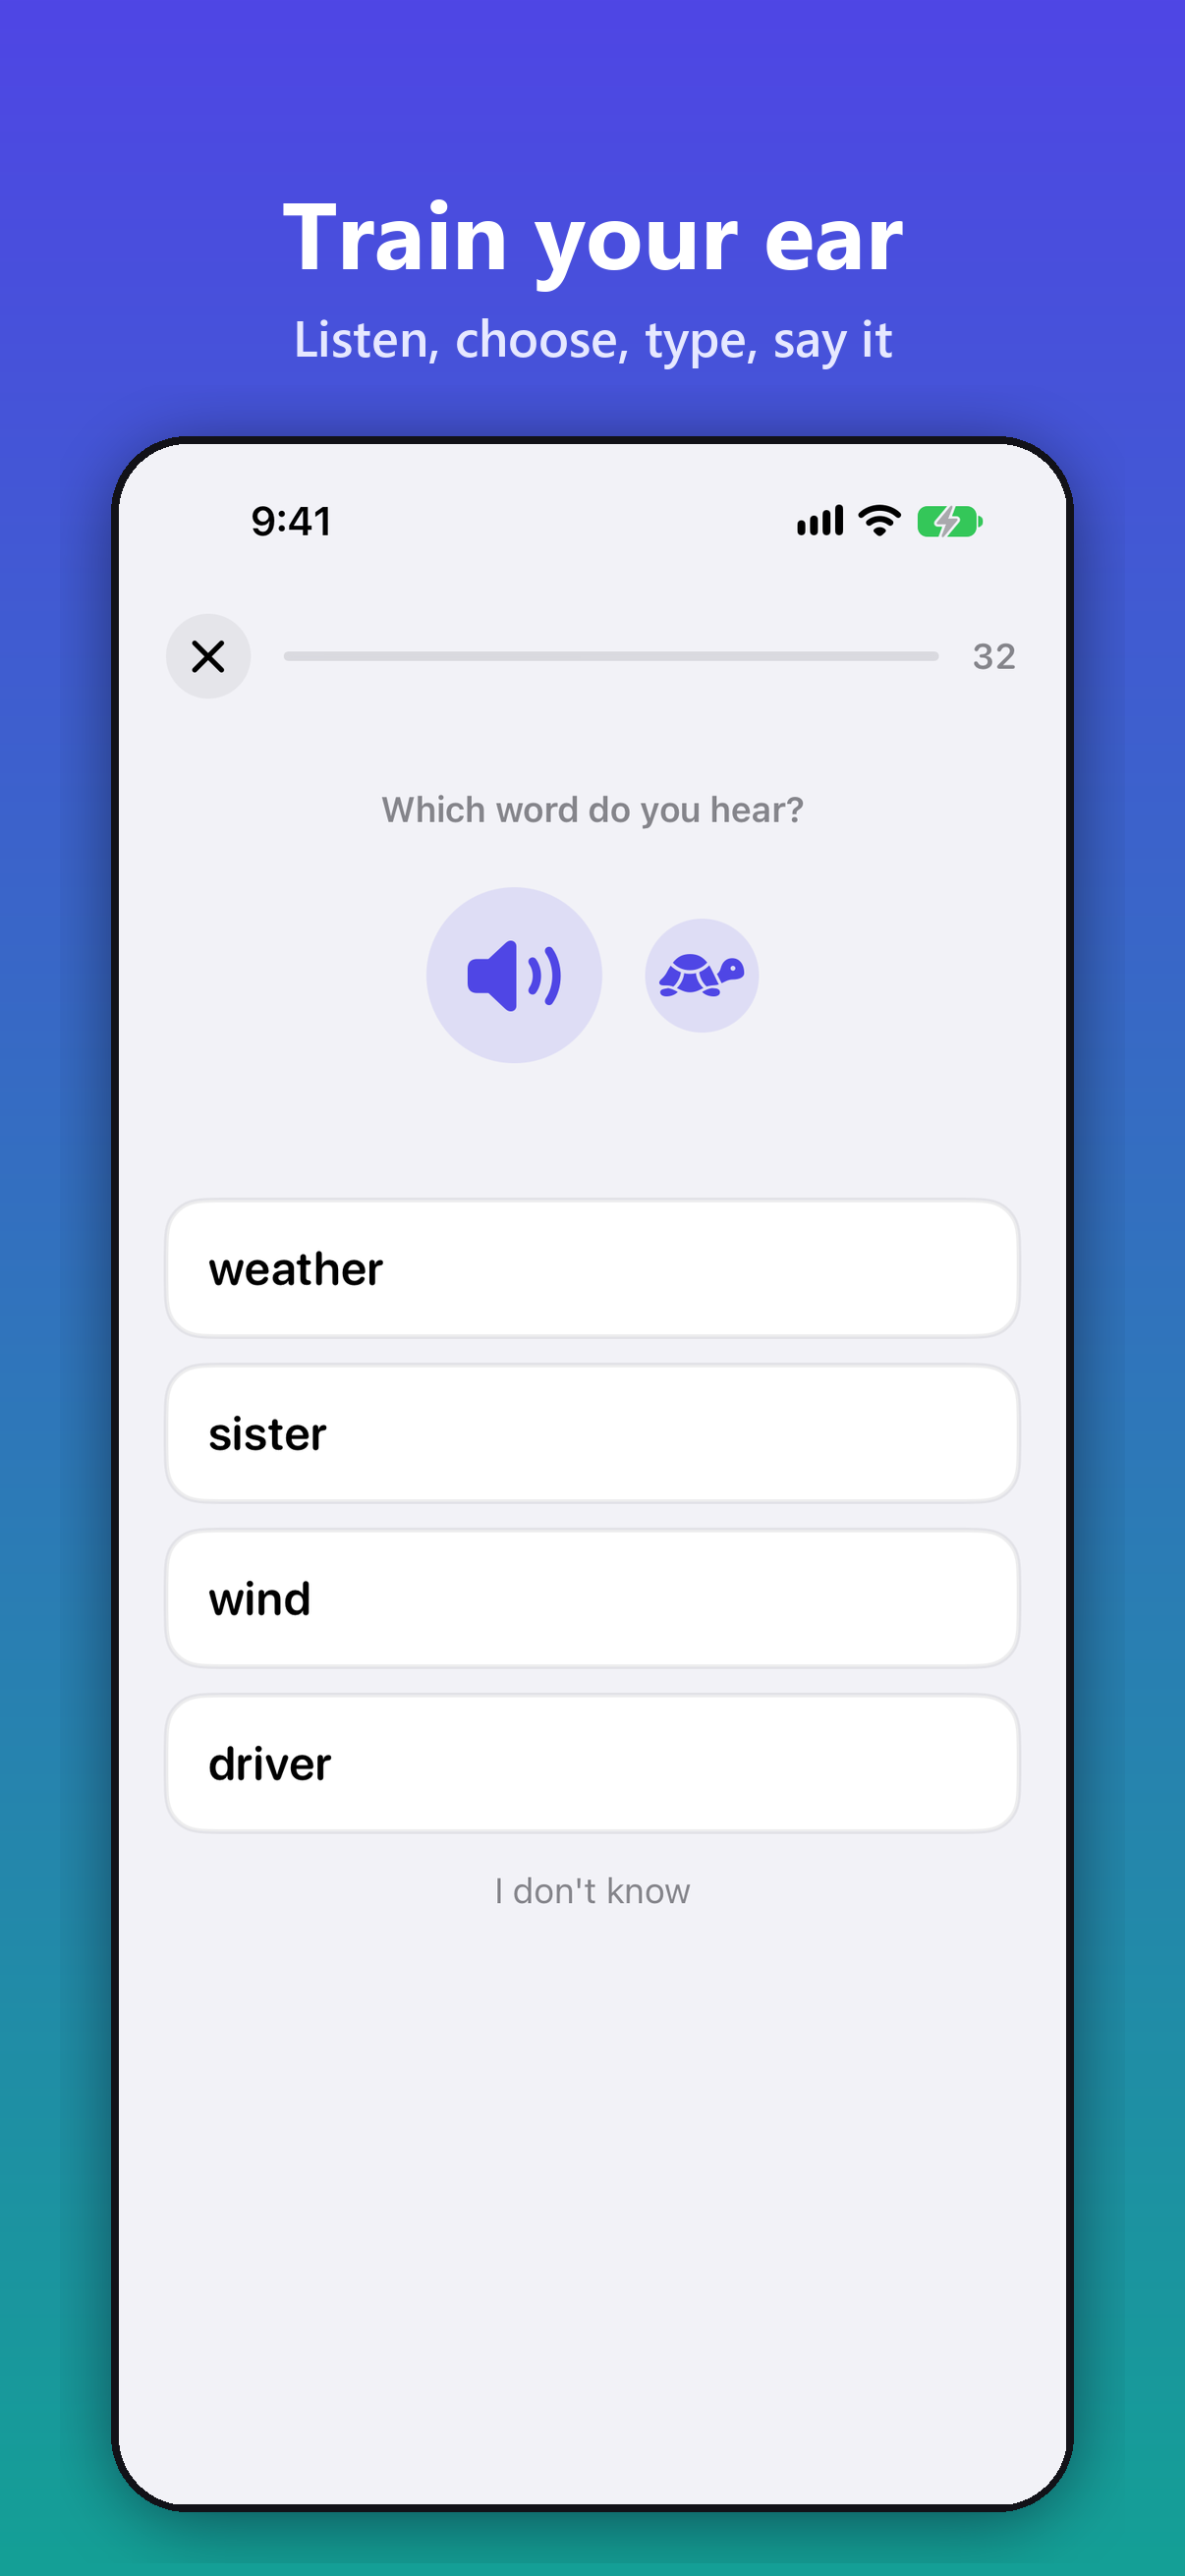 Train your ear
Listen, choose, type, say it
9:41
32
Which word do you hear?
weather
sister
wind
driver
I don't know